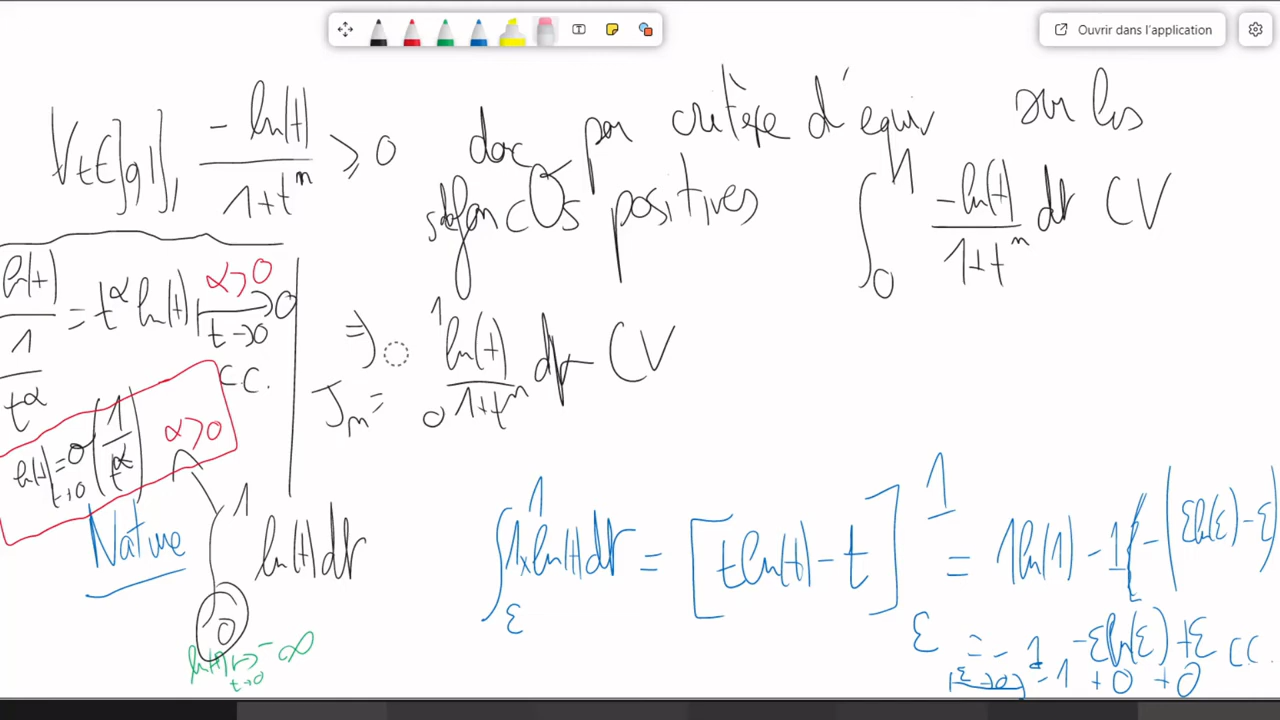 Ouvrir dans l'application
∀t∈]0,1], -ln(t)/(1+t^n) ≥ 0 donc par critère d'équiv sur les
fonctions positives ∫_0^1 -ln(t)/(1+t^n) dt CV
ln(t)/(1/t^α) = t^α ln(t) →_{t→0} 0 α>0
C.C.
⇒ J_n = ^1 _0 ln(t)/(1+t^n) dt CV
ln(t) =_{t→0} o(1/t^α) α>0
Nature ∫_0^1 ln(t)dt
ln(t) →_{t→0} -∞
∫_ε^1 1×ln(t)dt = [t ln(t) - t]_ε^1 = 1ln(1) - 1 - (εln(ε) - ε)
= -1 - εln(ε) + ε C.C.
→_{ε→0} -1 + 0 + 0